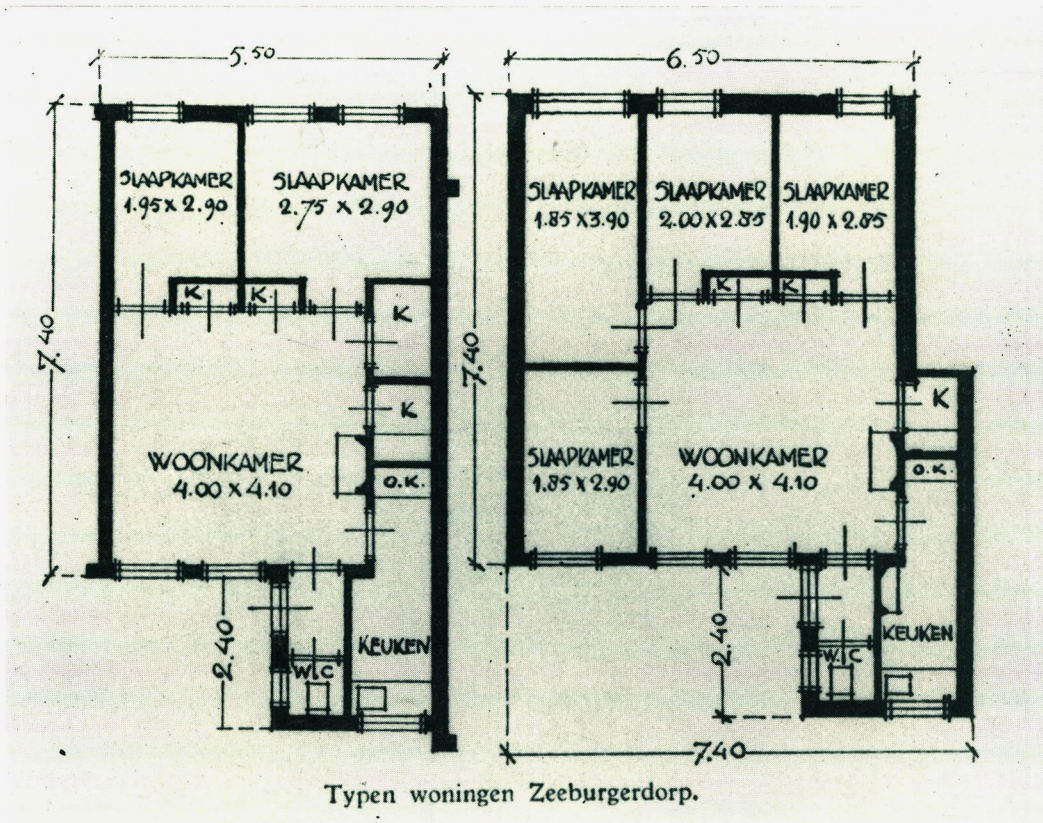 5.50
7.40
SLAAPKAMER
1.95 X 2.90
SLAAPKAMER
2.75 X 2.90
K
K.
K
K
WOONKAMER
4.00 X 4.10
O.K.
2.40
W.C
KEUKEN
6.50
7.40
SLAAPKAMER
1.85 X 3.90
SLAAPKAMER
2.00 X 2.85
SLAAPKAMER
1.90 X 2.85
K
K
K
SLAAPKAMER
1.85 X 2.90
WOONKAMER
4.00 X 4.10
O.K.
2.40
W.C
KEUKEN
7.40
Typen woningen Zeeburgerdorp.